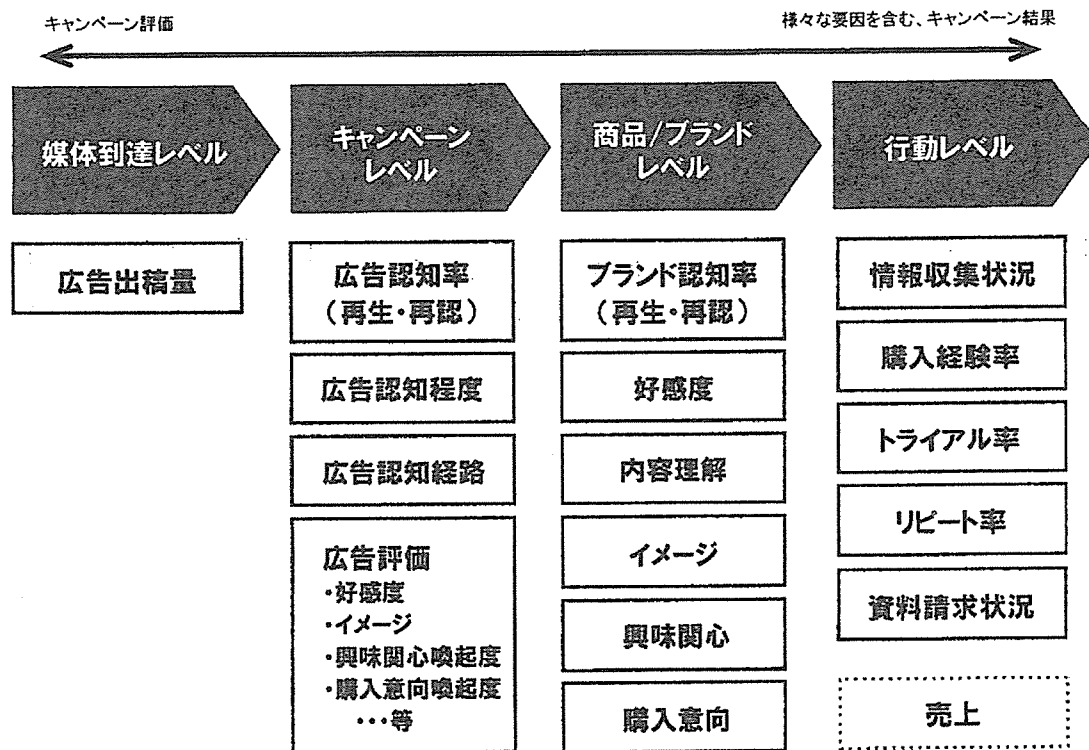 キャンペーン評価
様々な要因を含む、キャンペーン結果
媒体到達レベル
キャンペーン
レベル
商品/ブランド
レベル
行動レベル
広告出稿量
広告認知率
(再生・再認)
広告認知程度
広告認知経路
広告評価
・好感度
・イメージ
・興味関心喚起度
・購入意向喚起度
・・・等
ブランド認知率
(再生・再認)
好感度
内容理解
イメージ
興味関心
購入意向
情報収集状況
購入経験率
トライアル率
リピート率
資料請求状況
売上